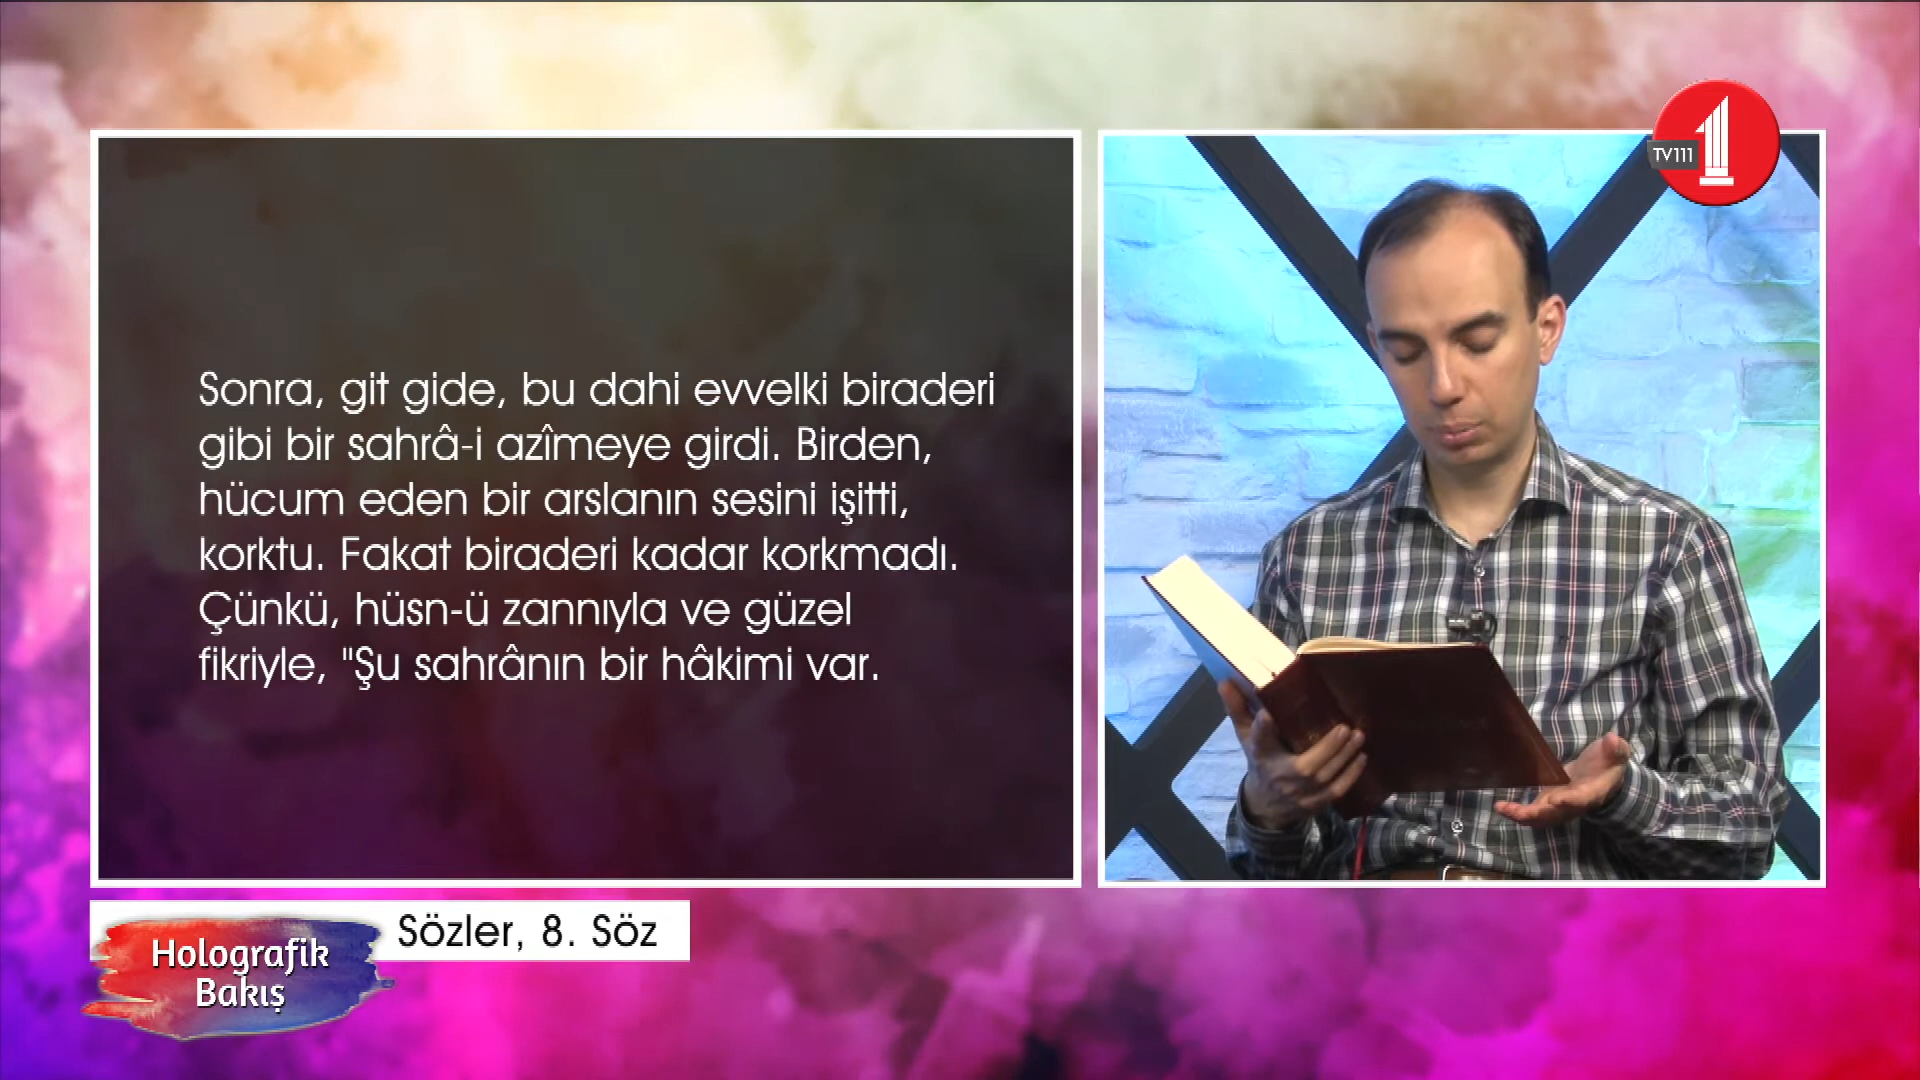 TV111
1
Sonra, git gide, bu dahi evvelki biraderi
gibi bir sahrâ-i azîmeye girdi. Birden,
hücum eden bir arslanın sesini işitti,
korktu. Fakat biraderi kadar korkmadı.
Çünkü, hüsn-ü zannıyla ve güzel
fikriyle, "Şu sahrânın bir hâkimi var.
Sözler, 8. Söz
Holografik
Bakış